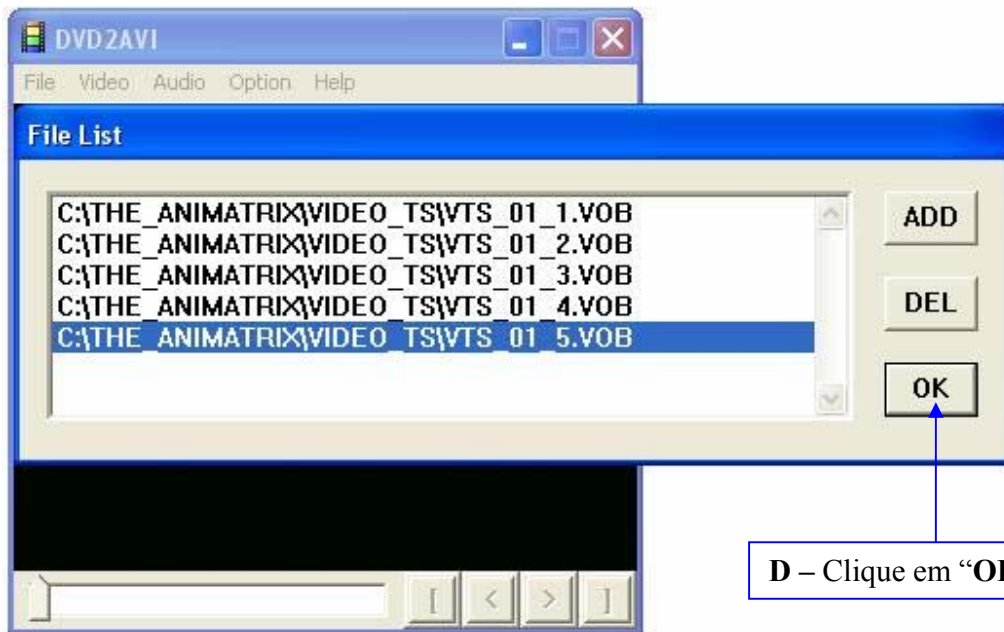 DVD2AVI
File Video Audio Option Help
File List
C:\THE_ANIMATRIX\VIDEO_TS\VTS_01_1.VOB
C:\THE_ANIMATRIX\VIDEO_TS\VTS_01_2.VOB
C:\THE_ANIMATRIX\VIDEO_TS\VTS_01_3.VOB
C:\THE_ANIMATRIX\VIDEO_TS\VTS_01_4.VOB
C:\THE_ANIMATRIX\VIDEO_TS\VTS_01_5.VOB
ADD
DEL
OK
[ < > ]
D – Clique em